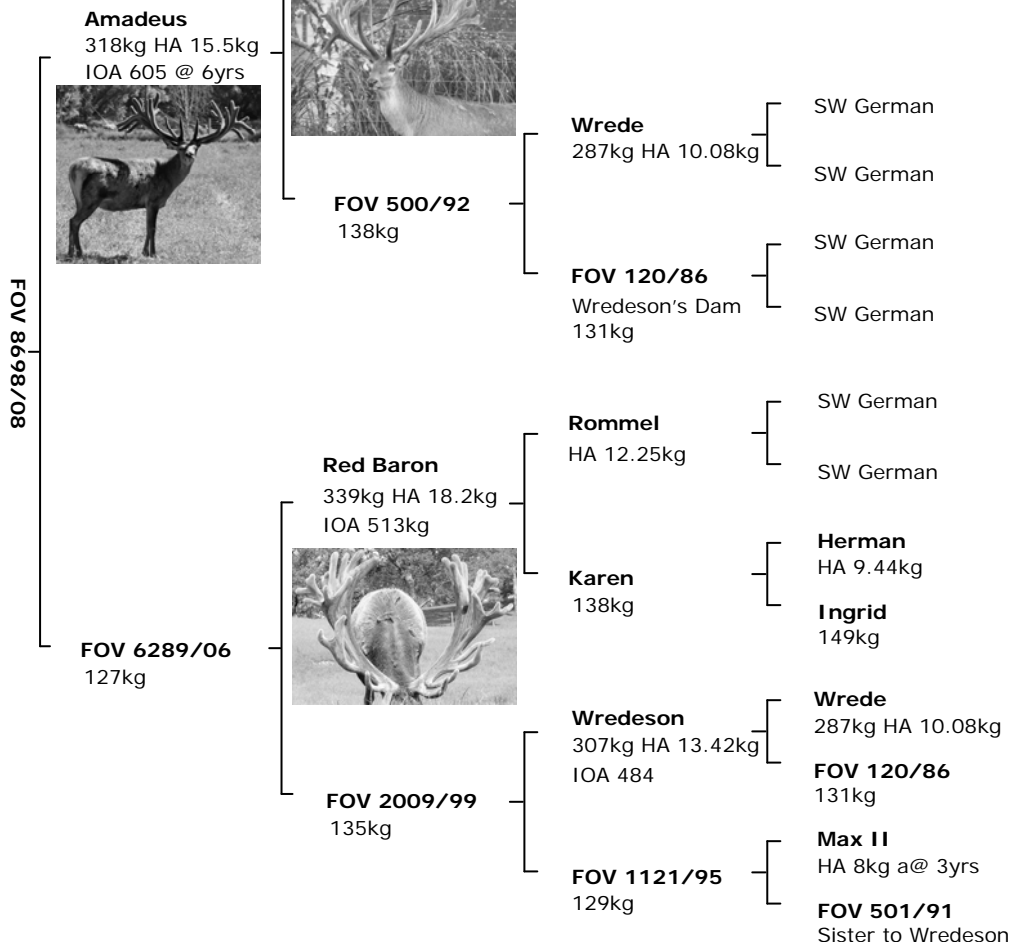 Amadeus
318kg HA 15.5kg
IOA 605 @ 6yrs
Wrede
287kg HA 10.08kg
SW German
SW German
FOV 500/92
138kg
FOV 120/86
Wredeson's Dam
131kg
SW German
SW German
FOV 8698/08
Red Baron
339kg HA 18.2kg
IOA 513kg
Rommel
HA 12.25kg
SW German
SW German
Karen
138kg
Herman
HA 9.44kg
Ingrid
149kg
FOV 6289/06
127kg
Wredeson
307kg HA 13.42kg
IOA 484
Wrede
287kg HA 10.08kg
FOV 120/86
131kg
FOV 2009/99
135kg
FOV 1121/95
129kg
Max II
HA 8kg a@ 3yrs
FOV 501/91
Sister to Wredeson